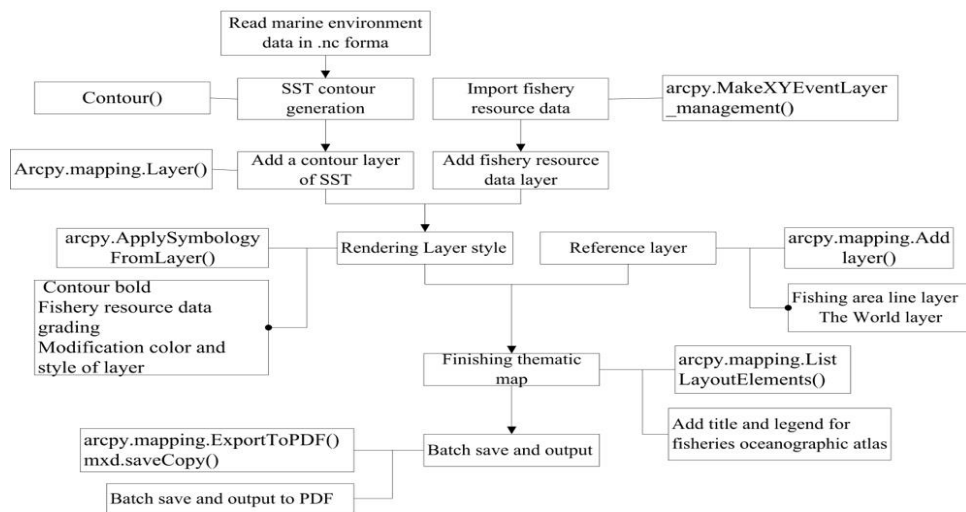 Read marine environment
data in .nc forma
Contour()
SST contour
generation
Import fishery
resource data
arcpy.MakeXYEventLayer
_management()
Arcpy.mapping.Layer()
Add a contour layer
of SST
Add fishery resource
data layer
arcpy.ApplySymbology
FromLayer()
Rendering Layer style
Reference layer
arcpy.mapping.Add
layer()
Contour bold
Fishery resource data
grading
Modification color and
style of layer
Fishing area line layer
The World layer
Finishing thematic
map
arcpy.mapping.List
LayoutElements()
Add title and legend for
fisheries oceanographic atlas
arcpy.mapping.ExportToPDF()
mxd.saveCopy()
Batch save and output
Batch save and output to PDF